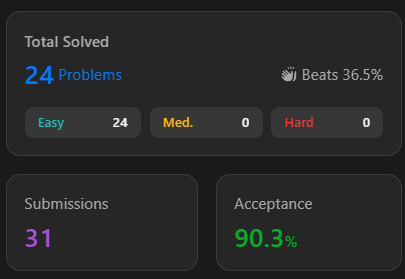 Total Solved
24 Problems Beats 36.5%
Easy 24 Med. 0 Hard 0
Submissions Acceptance
31 90.3%